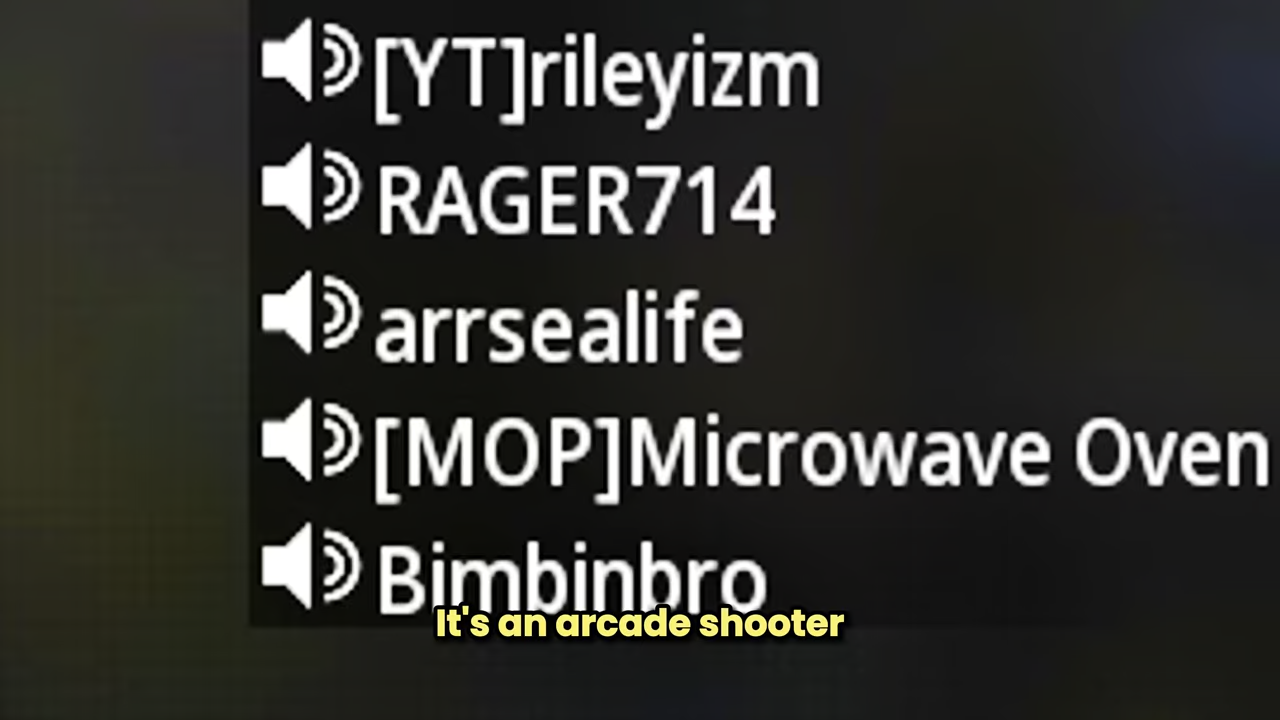 [YT]rileyizm
RAGER714
arrsealife
[MOP]Microwave Oven
Bimbinbro
It's an arcade shooter